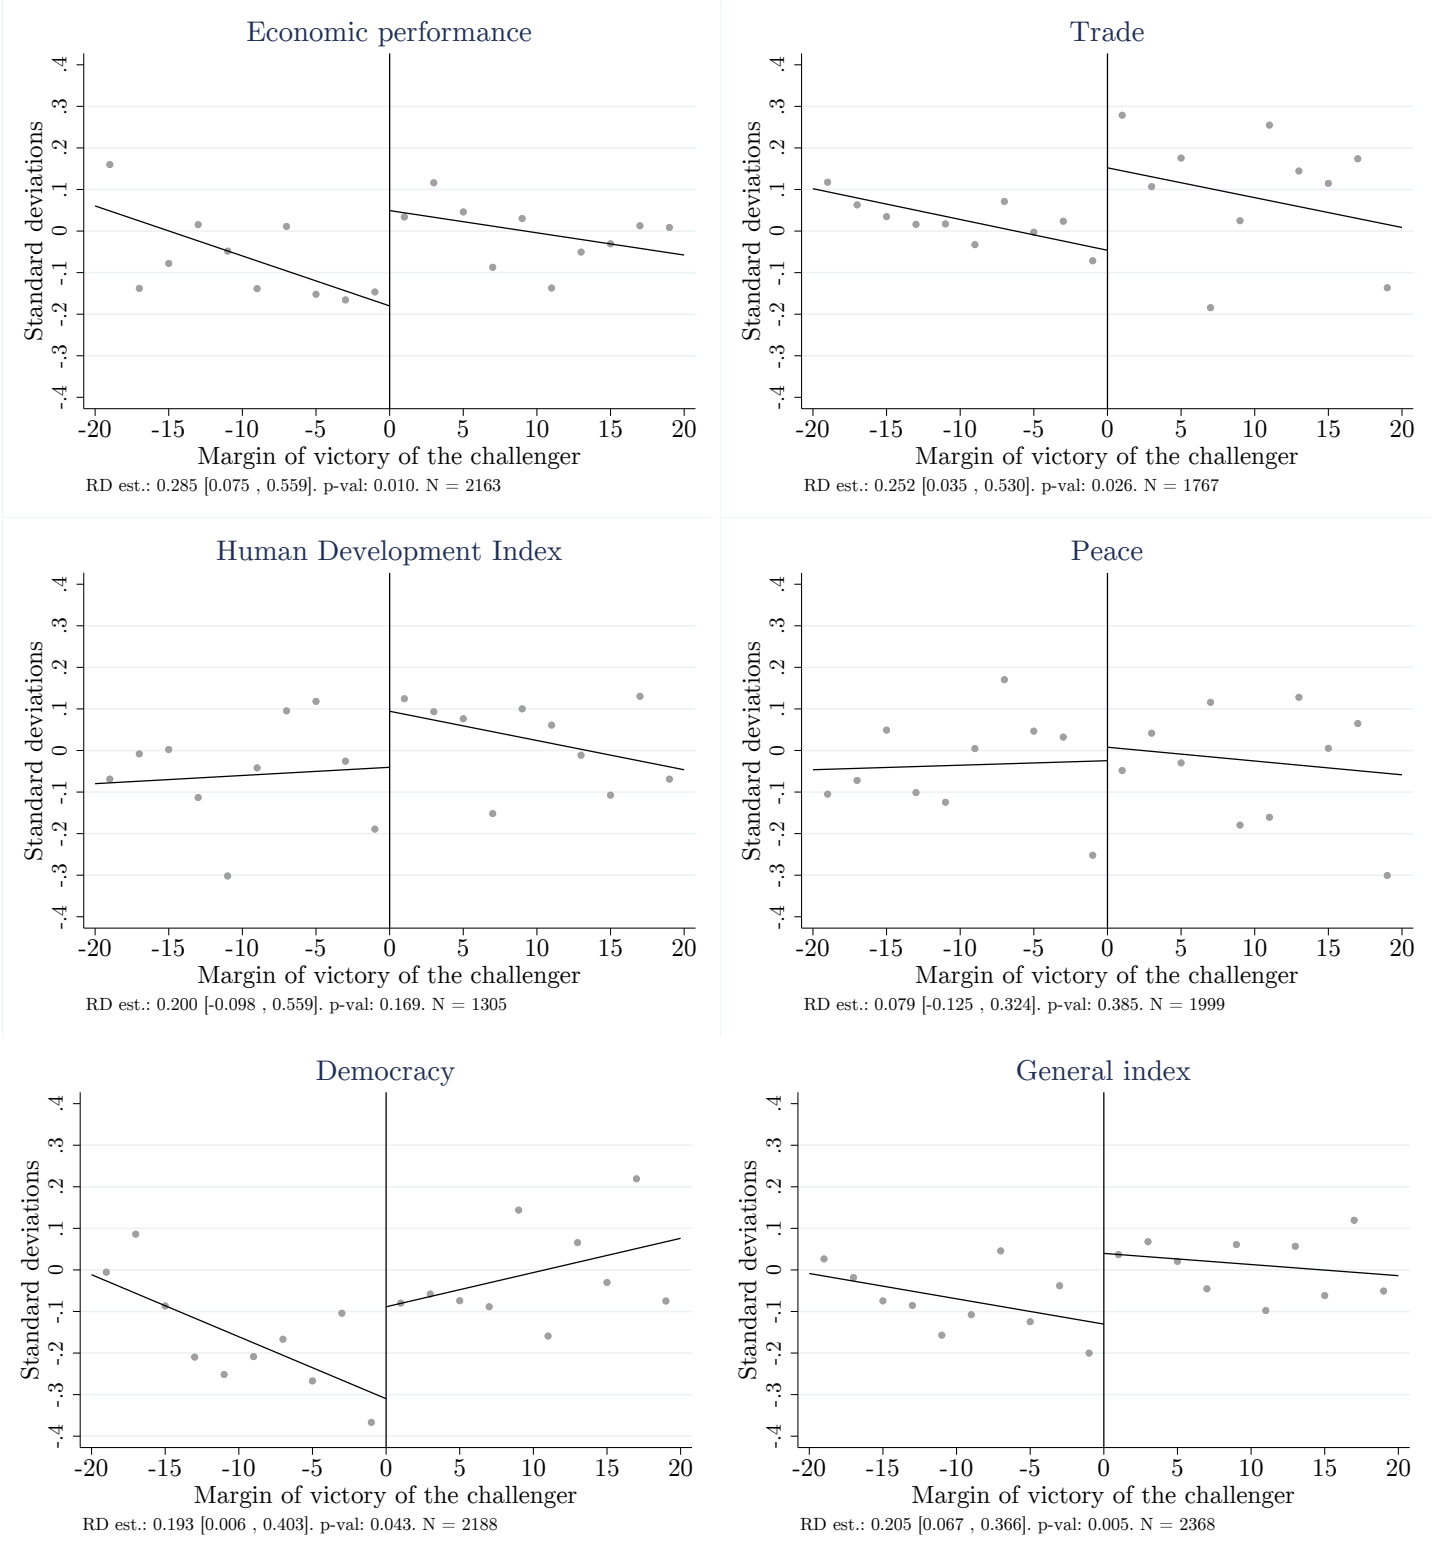 Economic performance
Standard deviations
.4
.3
.2
.1
0
-.1
-.2
-.3
-.4
-20 -15 -10 -5 0 5 10 15 20
Margin of victory of the challenger
RD est.: 0.285 [0.075 , 0.559]. p-val: 0.010. N = 2163
Trade
Standard deviations
.4
.3
.2
.1
0
-.1
-.2
-.3
-.4
-20 -15 -10 -5 0 5 10 15 20
Margin of victory of the challenger
RD est.: 0.252 [0.035 , 0.530]. p-val: 0.026. N = 1767
Human Development Index
Standard deviations
.4
.3
.2
.1
0
-.1
-.2
-.3
-.4
-20 -15 -10 -5 0 5 10 15 20
Margin of victory of the challenger
RD est.: 0.200 [-0.098 , 0.559]. p-val: 0.169. N = 1305
Peace
Standard deviations
.4
.3
.2
.1
0
-.1
-.2
-.3
-.4
-20 -15 -10 -5 0 5 10 15 20
Margin of victory of the challenger
RD est.: 0.079 [-0.125 , 0.324]. p-val: 0.385. N = 1999
Democracy
Standard deviations
.4
.3
.2
.1
0
-.1
-.2
-.3
-.4
-20 -15 -10 -5 0 5 10 15 20
Margin of victory of the challenger
RD est.: 0.193 [0.006 , 0.403]. p-val: 0.043. N = 2188
General index
Standard deviations
.4
.3
.2
.1
0
-.1
-.2
-.3
-.4
-20 -15 -10 -5 0 5 10 15 20
Margin of victory of the challenger
RD est.: 0.205 [0.067 , 0.366]. p-val: 0.005. N = 2368